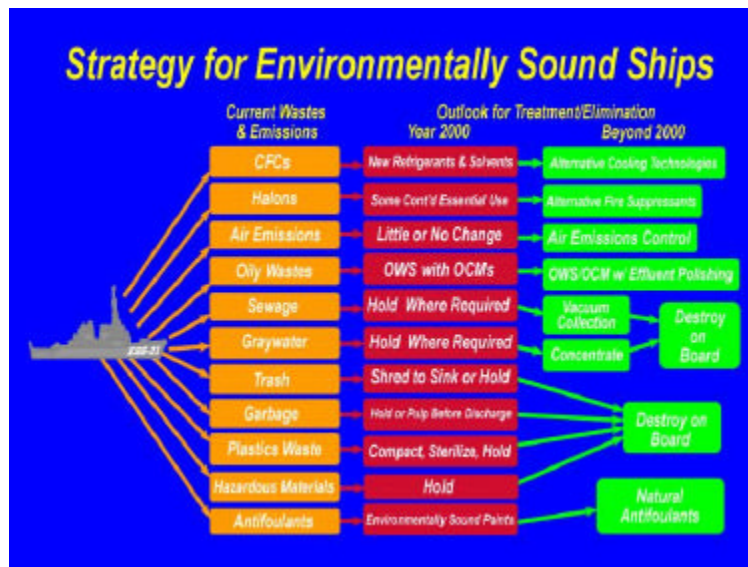 Strategy for Environmentally Sound Ships
Current Wastes
& Emissions
Outlook for Treatment/Elimination
Year 2000
Beyond 2000
CFCs
New Refrigerants & Solvents
Alternative Cooling Technologies
Halons
Some Cont'd Essential Use
Alternative Fire Suppressants
Air Emissions
Little or No Change
Air Emissions Control
Oily Wastes
OWS with OCM's
OWS/OCM w/ Effluent Polishing
Sewage
Hold Where Required
Vacuum
Collection
Graywater
Hold Where Required
Concentrate
Destroy
on
Board
Trash
Shred to Sink or Hold
Garbage
Hold or Pulp Before Discharge
Plastics Waste
Compact, Sterilize, Hold
Hazardous Materials
Hold
Destroy on
Board
Antifoulants
Environmentally Sound Paints
Natural
Antifoulants